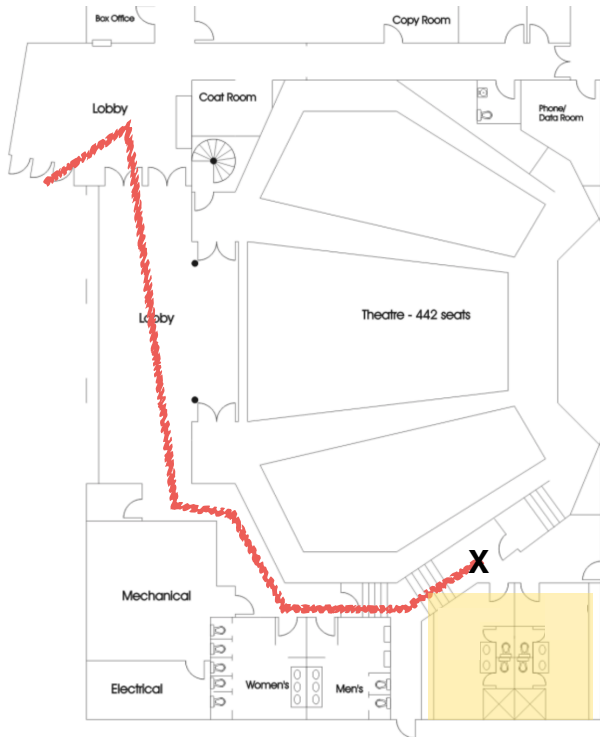 Box Office
Copy Room
Coat Room
Lobby
Phone/
Data Room
Lobby
Theatre - 442 seats
X
Mechanical
Women's
Men's
Electrical